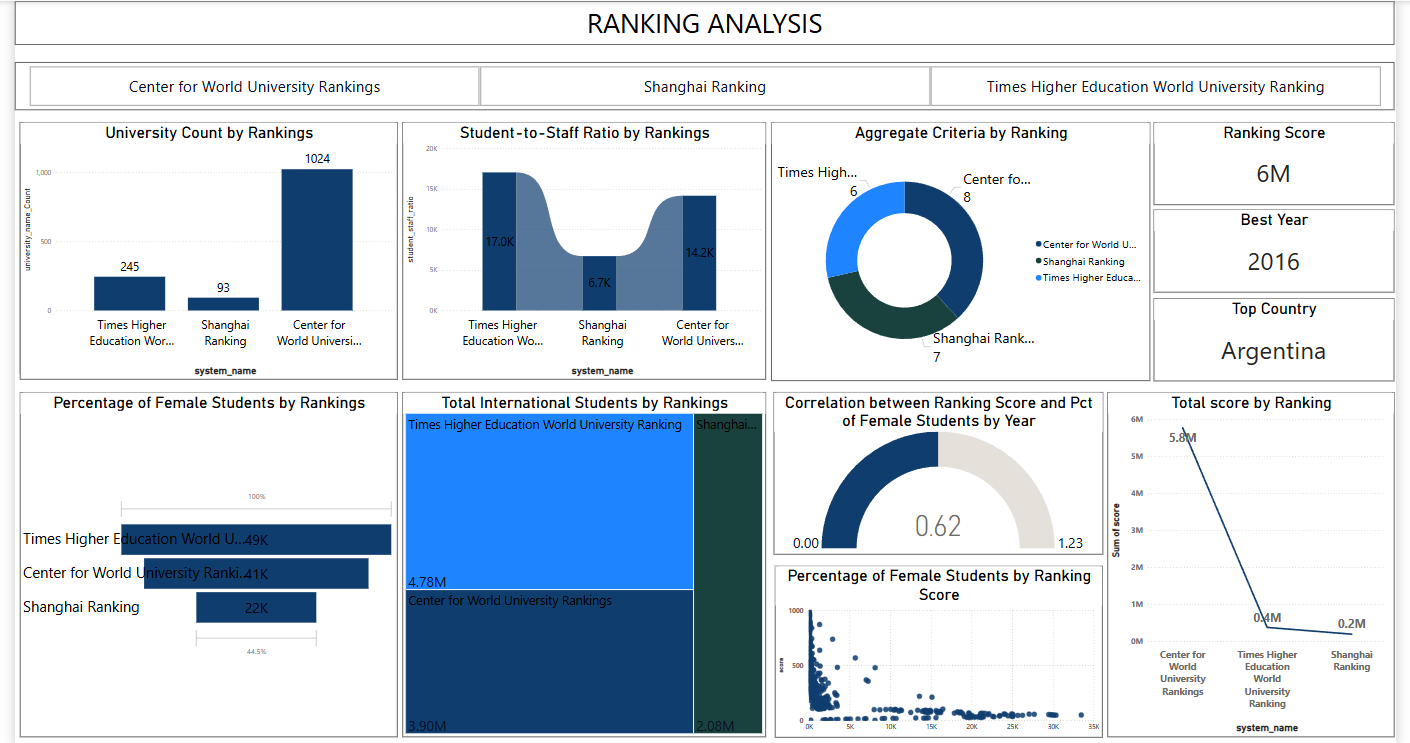 RANKING ANALYSIS
Center for World University Rankings
Shanghai Ranking
Times Higher Education World University Ranking
University Count by Rankings
university_name_Count
1,000
500
0
245
93
1024
Times Higher
Education Wor...
Shanghai
Ranking
Center for
World Universi...
system_name
Student-to-Staff Ratio by Rankings
student_staff_ratio
20K
15K
10K
5K
0K
17.0K
6.7K
14.2K
Times Higher
Education Wo...
Shanghai
Ranking
Center for
World Univers...
system_name
Aggregate Criteria by Ranking
Times High...
6
Center fo...
8
Shanghai Rank...
7
Center for World U...
Shanghai Ranking
Times Higher Educa...
Ranking Score
6M
Best Year
2016
Top Country
Argentina
Percentage of Female Students by Rankings
100%
Times Higher Education World U...
49K
Center for World University Ranki...
41K
Shanghai Ranking
22K
44.5%
Total International Students by Rankings
Times Higher Education World University Ranking
4.78M
Center for World University Rankings
3.90M
Shanghai...
2.08M
Correlation between Ranking Score and Pct
of Female Students by Year
0.62
0.00
1.23
Percentage of Female Students by Ranking
Score
score
1000
500
0
0K
5K
10K
15K
20K
25K
30K
35K
Total score by Ranking
Sum of score
6M
5M
4M
3M
2M
1M
0M
5.8M
0.4M
0.2M
Center for
World
University
Rankings
Times Higher
Education
World
University
Ranking
Shanghai
Ranking
system_name